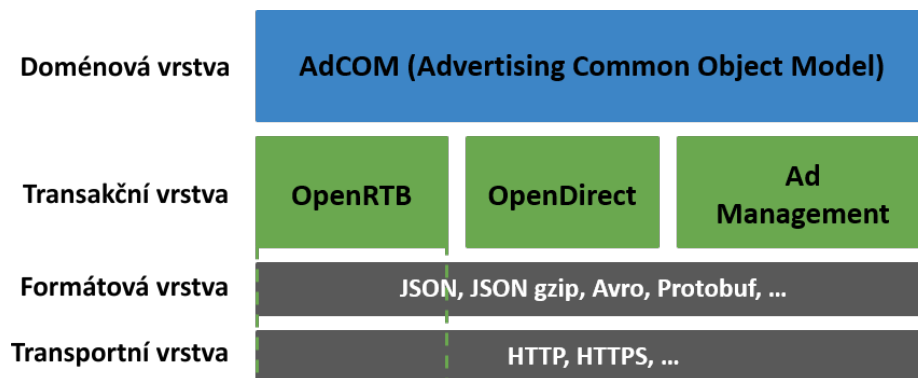 Doménová vrstva
AdCOM (Advertising Common Object Model)
Transakční vrstva
OpenRTB
OpenDirect
Ad
Management
Formátová vrstva
JSON, JSON gzip, Avro, Protobuf, ...
Transportní vrstva
HTTP, HTTPS, ...